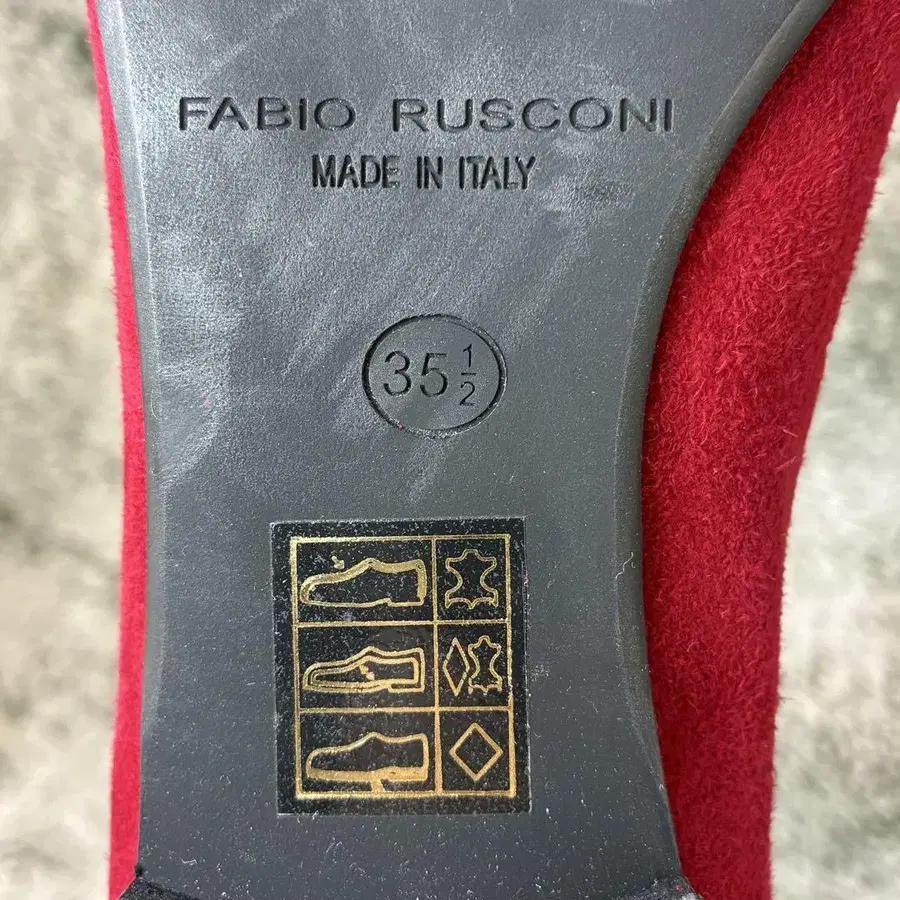 FABIO RUSCONI
MADE IN ITALY
35 1/2